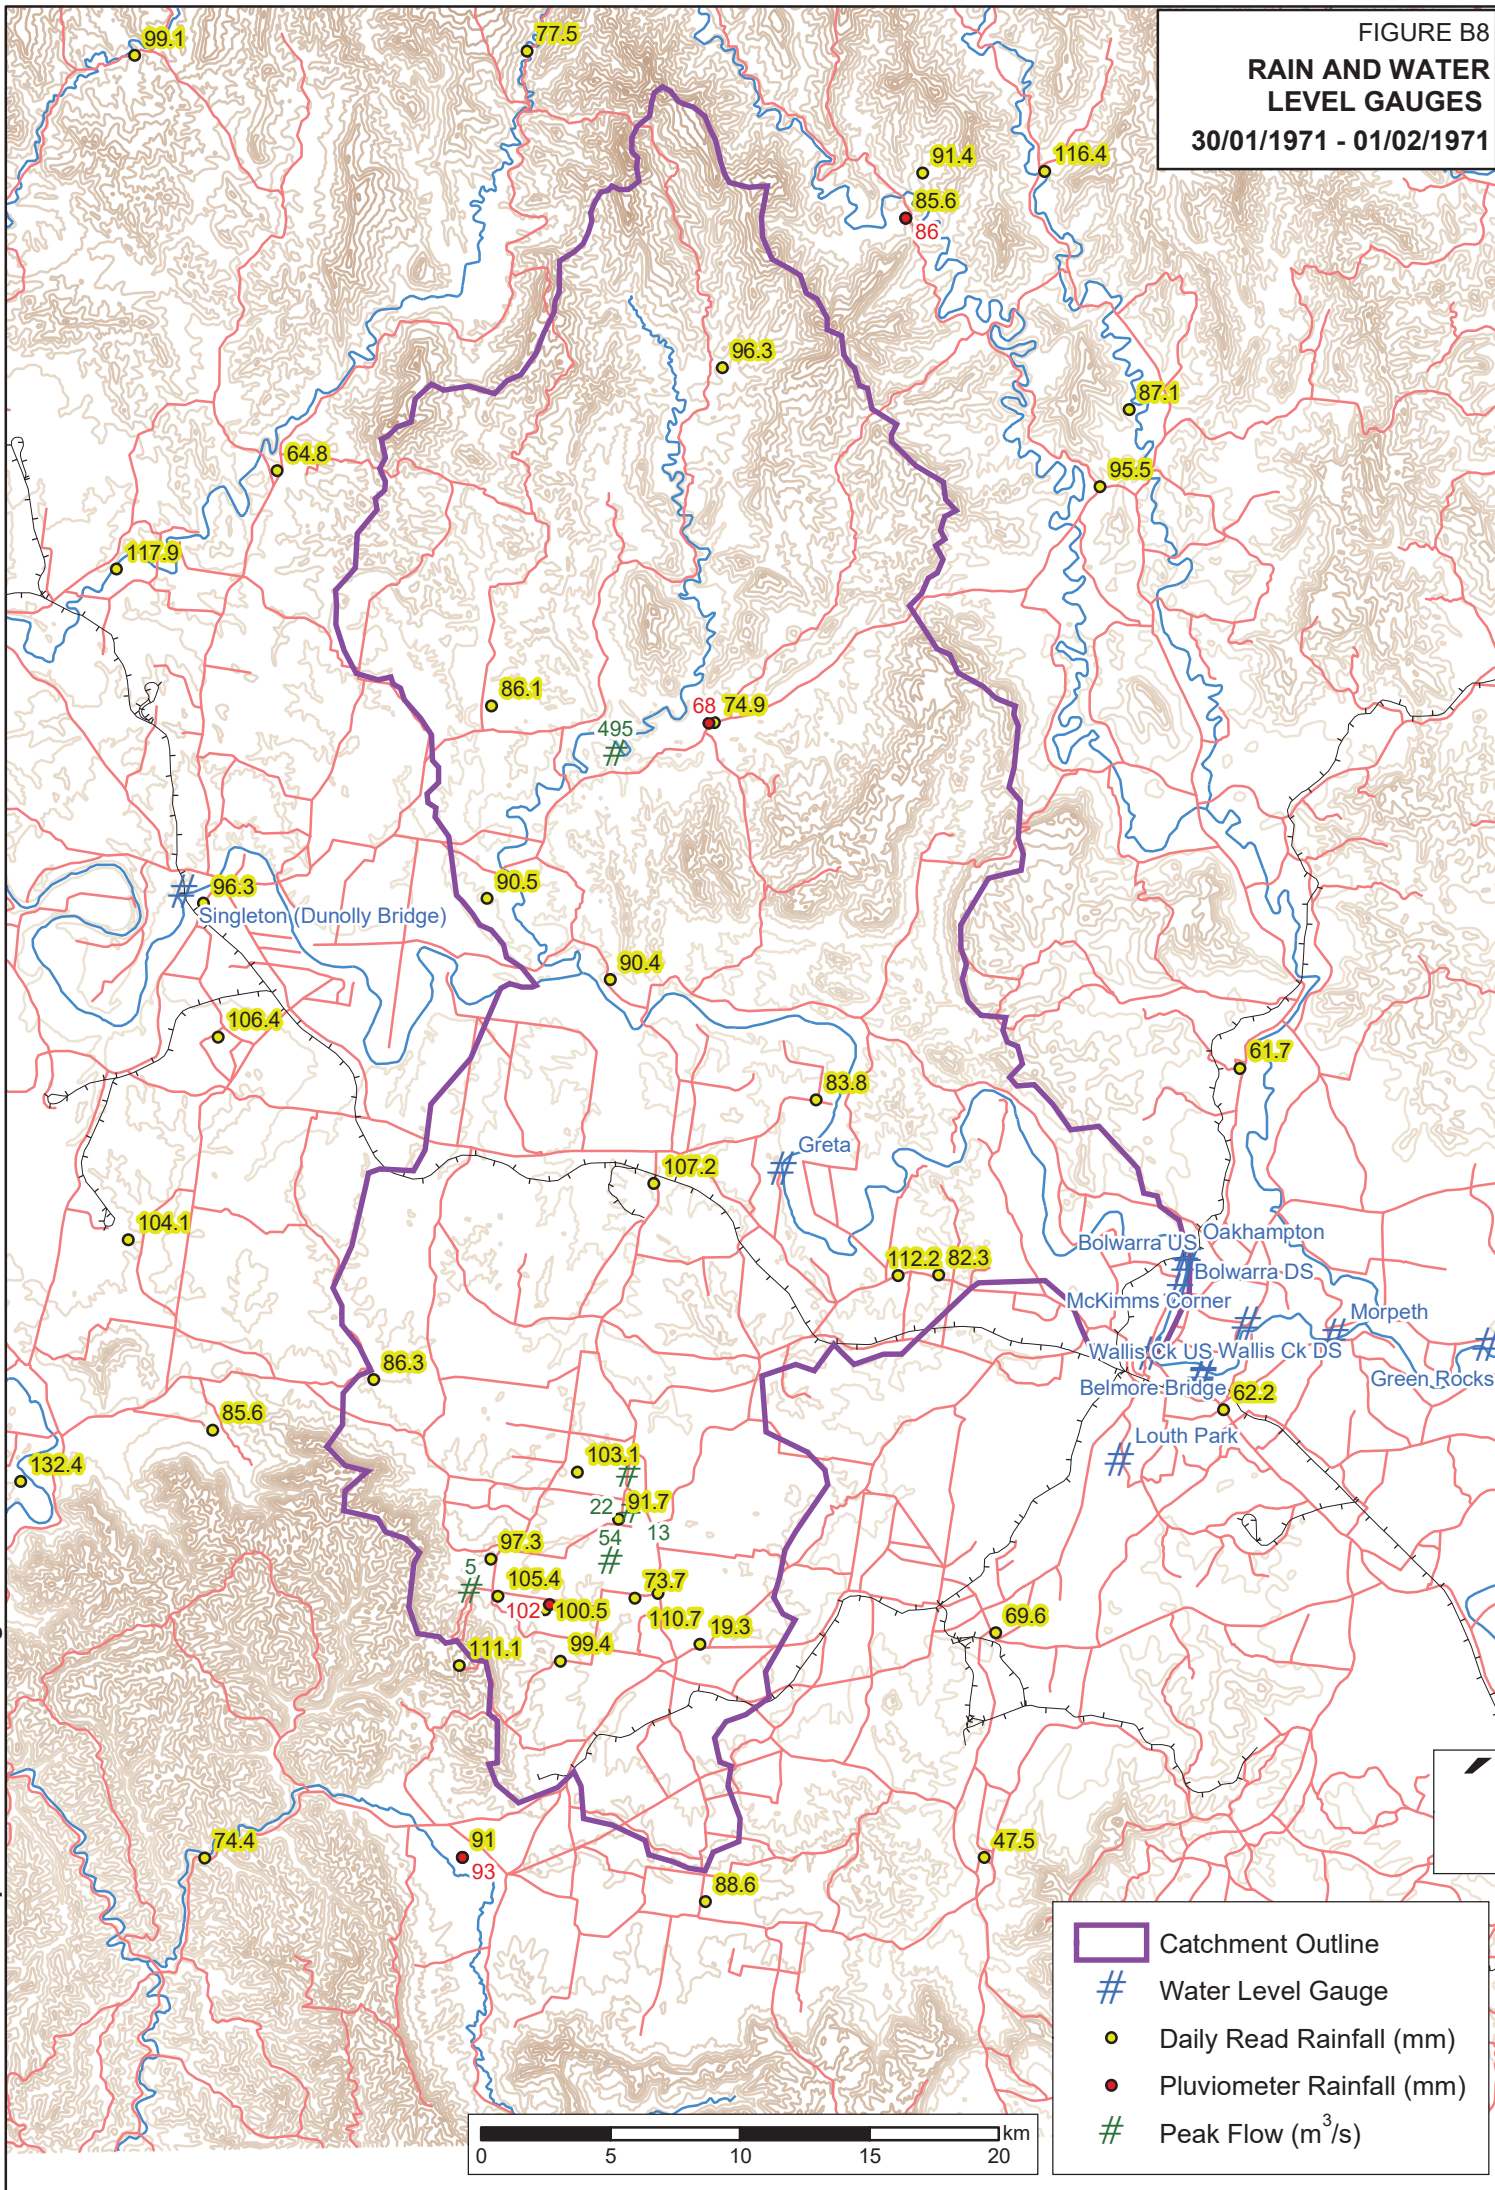 FIGURE B8
RAIN AND WATER
LEVEL GAUGES
30/01/1971 - 01/02/1971
99.1
77.5
91.4
116.4
85.6
86
96.3
87.1
64.8
95.5
117.9
86.1
68
74.9
495
90.5
96.3
Singleton (Dunolly Bridge)
90.4
106.4
61.7
83.8
Greta
107.2
104.1
Oakhampton
Bolwarra US
112.2
82.3
Bolwarra DS
McKimms Corner
Morpeth
Wallis Ck US
Wallis Ck DS
86.3
Green Rocks
Belmore Bridge
62.2
85.6
Louth Park
103.1
132.4
22
91.7
13
54
97.3
5
105.4
73.7
102
100.5
110.7
19.3
69.6
99.4
111.1
74.4
91
93
47.5
88.6
Catchment Outline
Water Level Gauge
Daily Read Rainfall (mm)
Pluviometer Rainfall (mm)
Peak Flow (m³/s)
km
0
5
10
15
20